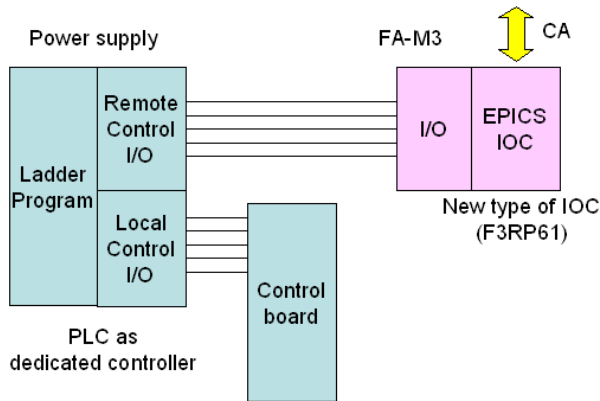 Power supply
FA-M3
CA
Remote
Control
I/O
I/O
EPICS
IOC
Ladder
Program
Local
Control
I/O
New type of IOC
(F3RP61)
Control
board
PLC as
dedicated controller